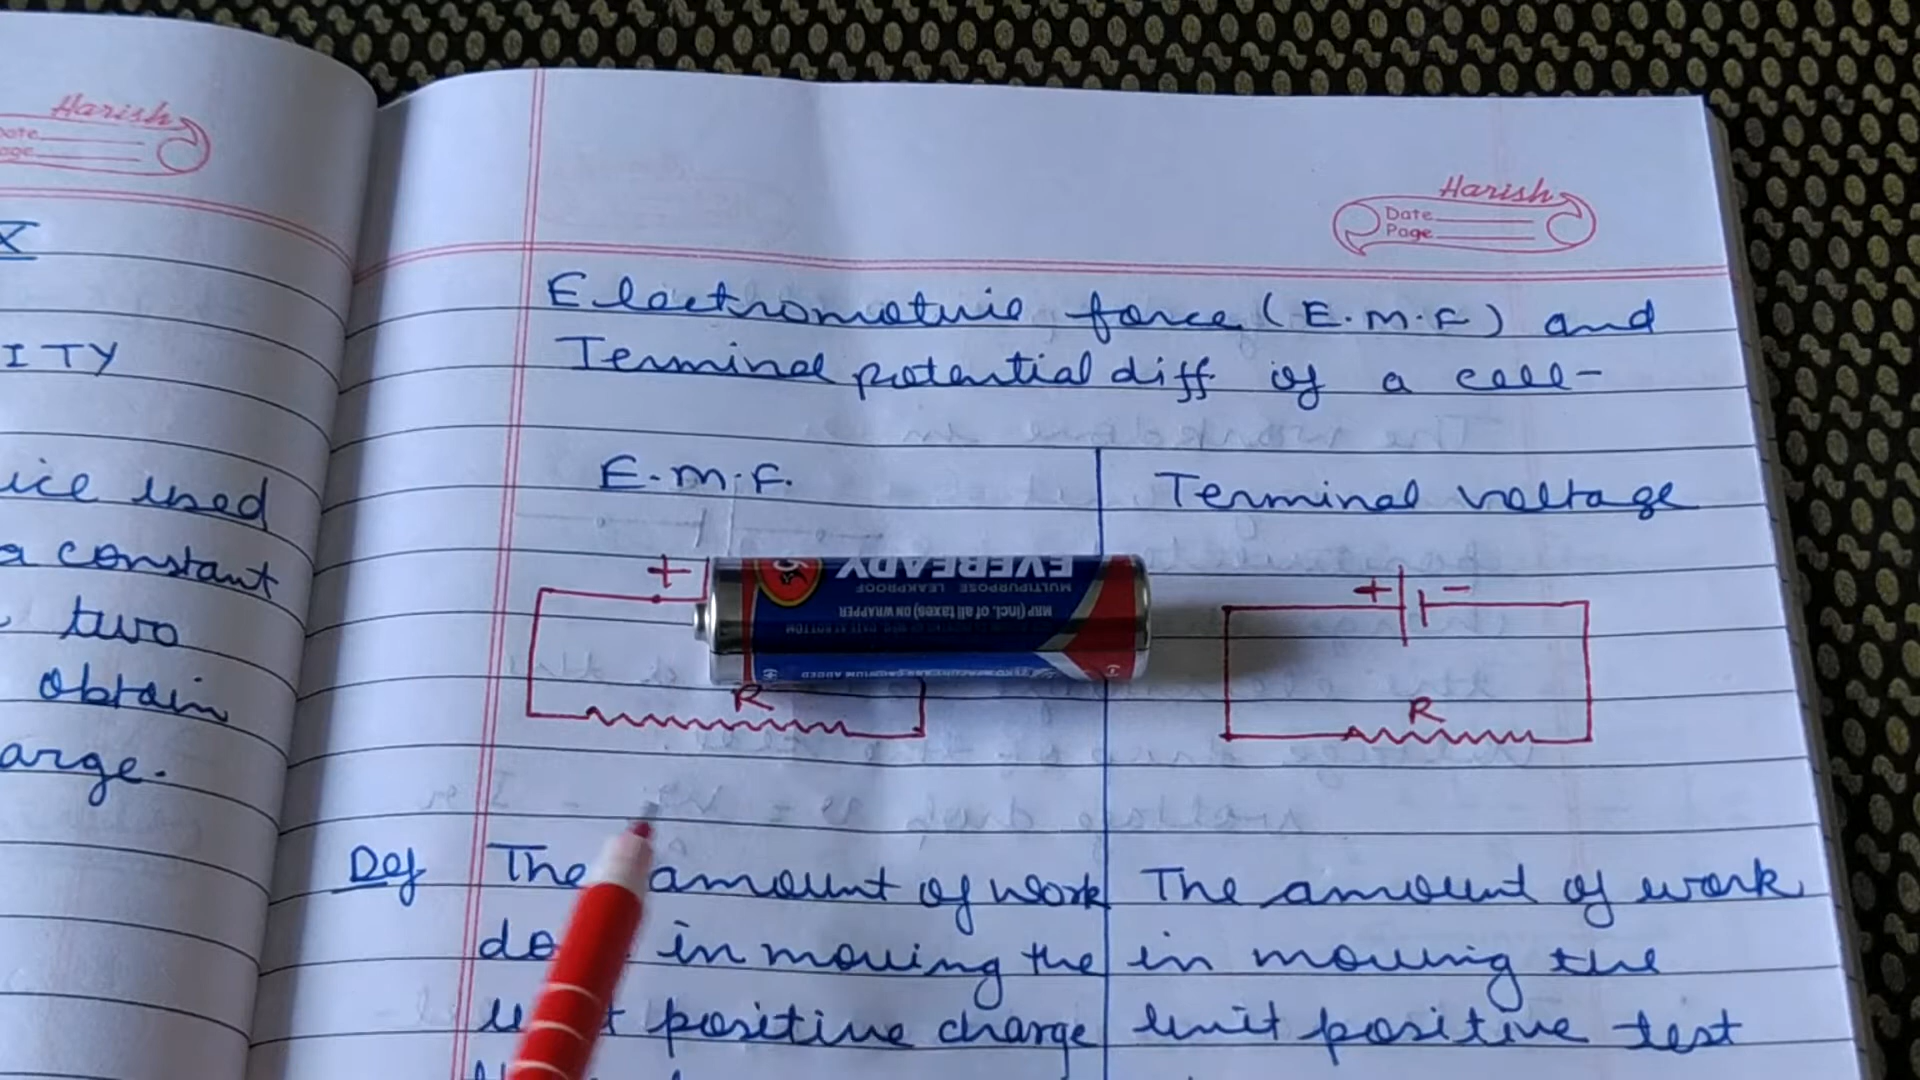 Harish
Date
Page
X
ITY
ice used
a constant
two
obtain
arge.
Harish
Date
Page
Electromotive force (E.M.F) and
Terminal potential diff. of a cell-
E.M.F.
Terminal voltage
+
EVEREADY
MULTIPURPOSE LEAKPROOF
MRP (incl. of all taxes) ON WRAPPER
R
+ -
R
Def The amount of work
in moving the
positive charge
The amount of work
in moving the
unit positive test